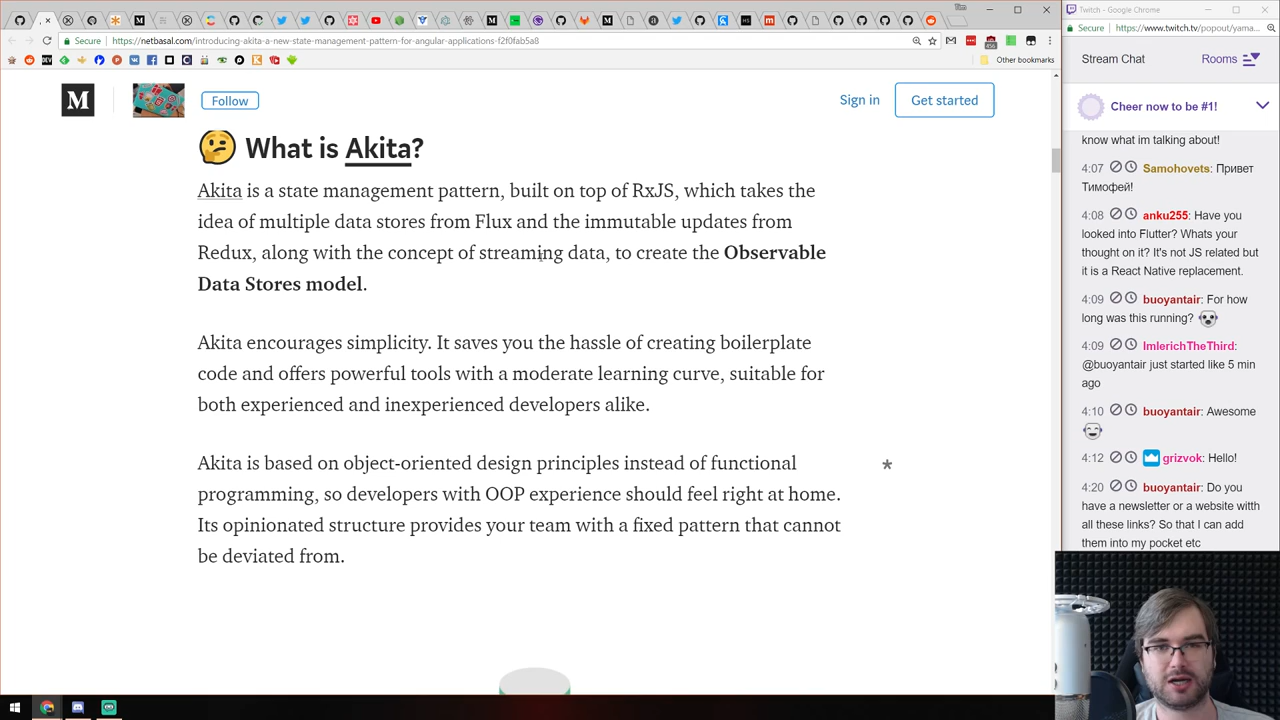 Twitch - Google Chrome
Secure
https://netbasal.com/introducing-akita-a-new-state-management-pattern-for-angular-applications-f2f0fab5a8
Secure
https://www.twitch.tv/popout/yama...
Other bookmarks
M
Follow
Sign in
Get started
What is Akita?
Akita is a state management pattern, built on top of RxJS, which takes the
idea of multiple data stores from Flux and the immutable updates from
Redux, along with the concept of streaming data, to create the Observable
Data Stores model.
Akita encourages simplicity. It saves you the hassle of creating boilerplate
code and offers powerful tools with a moderate learning curve, suitable for
both experienced and inexperienced developers alike.
Akita is based on object-oriented design principles instead of functional
programming, so developers with OOP experience should feel right at home.
Its opinionated structure provides your team with a fixed pattern that cannot
be deviated from.
*
Stream Chat
Rooms
Cheer now to be #1!
know what im talking about!
4:07 Samohovets: Привет
Тимофей!
4:08 anku255: Have you
looked into Flutter? Whats your
thought on it? It's not JS related but
it is a React Native replacement.
4:09 buoyantair: For how
long was this running?
4:09 ImlerichTheThird:
@buoyantair just started like 5 min
ago
4:10 buoyantair: Awesome
4:12 grizvok: Hello!
4:20 buoyantair: Do you
have a newsletter or a website witth
all these links? So that I can add
them into my pocket etc